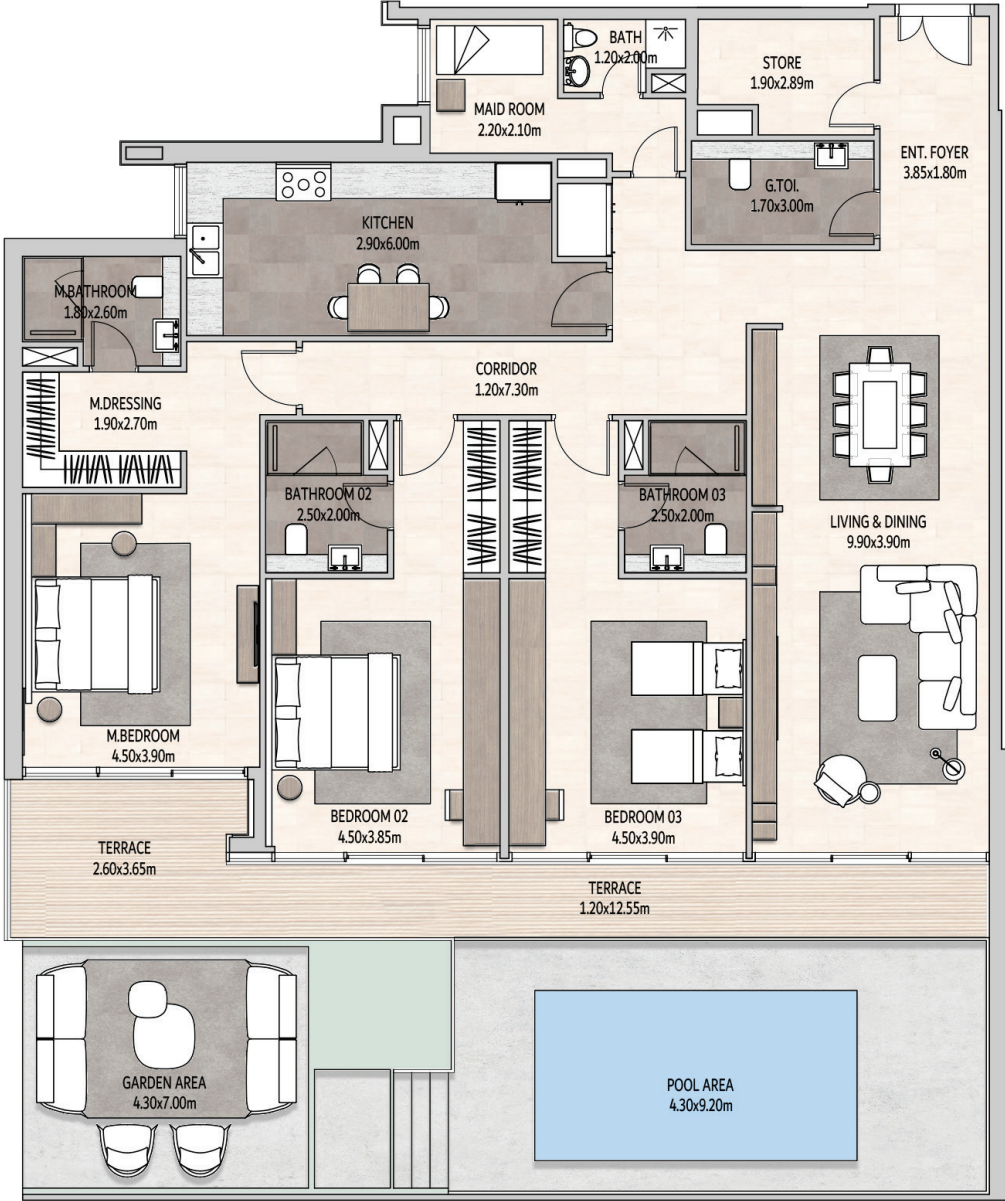 BATH
1.20x2.00m
STORE
1.90x2.89m
MAID ROOM
2.20x2.10m
ENT. FOYER
3.85x1.80m
G.TOI.
1.70x3.00m
KITCHEN
2.90x6.00m
M.BATHROOM
1.80x2.60m
CORRIDOR
1.20x7.30m
M.DRESSING
1.90x2.70m
BATHROOM 02
2.50x2.00m
BATHROOM 03
2.50x2.00m
LIVING & DINING
9.90x3.90m
M.BEDROOM
4.50x3.90m
BEDROOM 02
4.50x3.85m
BEDROOM 03
4.50x3.90m
TERRACE
2.60x3.65m
TERRACE
1.20x12.55m
GARDEN AREA
4.30x7.00m
POOL AREA
4.30x9.20m